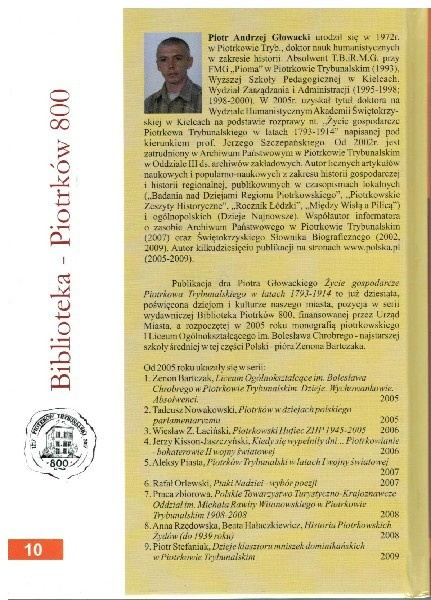 Piotr Andrzej Głowacki urodził się w 1972r.
w Piotrkowie Tryb., doktor nauk humanistycznych
w zakresie historii. Absolwent T.B.iR.M.G. przy
FMG „Pioma" w Piotrkowie Trybunalskim (1993),
Wyższej Szkoły Pedagogicznej w Kielcach,
Wydział Zarządzania i Administracji (1995-1998;
1998-2000). W 2005r. uzyskał tytuł doktora na
Wydziale Humanistycznym Akademii Świętokrzy-
skiej w Kielcach na podstawie rozprawy nt. „Życie gospodarcze
Piotrkowa Trybunalskiego w latach 1793-1914" napisanej pod
kierunkiem prof. Jerzego Szczepańskiego. Od 2002r. jest
zatrudniony w Archiwum Państwowym w Piotrkowie Trybunalskim
w Oddziale III ds. archiwów zakładowych. Autor licznych artykułów
naukowych i popularno-naukowych z zakresu historii gospodarczej
i historii regionalnej, publikowanych w czasopismach lokalnych
(„Badania nad Dziejami Regionu Piotrkowskiego", „Piotrkowskie
Zeszyty Historyczne", „Rocznik Łódzki", „Między Wisłą a Pilicą")
i ogólnopolskich (Dzieje Najnowsze). Współautor informatora
o zasobie Archiwum Państwowego w Piotrkowie Trybunalskim
(2007) oraz Świętokrzyskiego Słownika Biograficznego (2002,
2009). Autor kilkudziesięciu publikacji na stronach www.polska.pl
(2005-2009).
Publikacja dra Piotra Głowackiego Życie gospodarcze
Piotrkowa Trybunalskiego w latach 1793-1914 to już dziesiąta,
poświęcona dziejom i kulturze naszego miasta, pozycja w serii
wydawniczej Biblioteka Piotrków 800, finansowanej przez Urząd
Miasta, a rozpoczętej w 2005 roku monografią piotrkowskiego
I Liceum Ogólnokształcącego im. Bolesława Chrobrego - najstarszej
szkoły średniej w tej części Polski - pióra Zenona Bartczaka.
Od 2005 roku ukazały się w serii:
1. Zenon Bartczak, Liceum Ogólnokształcące im. Bolesława
Chrobrego w Piotrkowie Trybunalskim. Dzieje. Wychowankowie.
Absolwenci. 2005
2. Tadeusz Nowakowski, Piotrków w dziejach polskiego
parlamentaryzmu 2005
3. Wiesław Z. Łaciński, Piotrkowski Hufiec ZHP 1945-2005 2006
4. Jerzy Kisson-Jaszczyński, Kiedy się wypełniły dni... Piotrkowianie
- bohaterowie II wojny światowej 2006
5. Aleksy Piasta, Piotrków Trybunalski w latach I wojny światowej
2007
6. Rafał Orlewski, Ptaki Nadziei - wybór poezji 2007
7. Praca zbiorowa, Polskie Towarzystwo Turystyczno-Krajoznawcze
Oddział im. Michała Rawity Witanowskiego w Piotrkowie
Trybunalskim 1908-2008 2008
8. Anna Rzędowska, Beata Hałaczkiewicz, Historia Piotrkowskich
Żydów (do 1939 roku) 2008
9. Piotr Stefaniak, Dzieje klasztoru mniszek dominikańskich
w Piotrkowie Trybunalskim 2009
Biblioteka - Piotrków 800
PIOTRKÓW TRYBUNALSKI
800
10